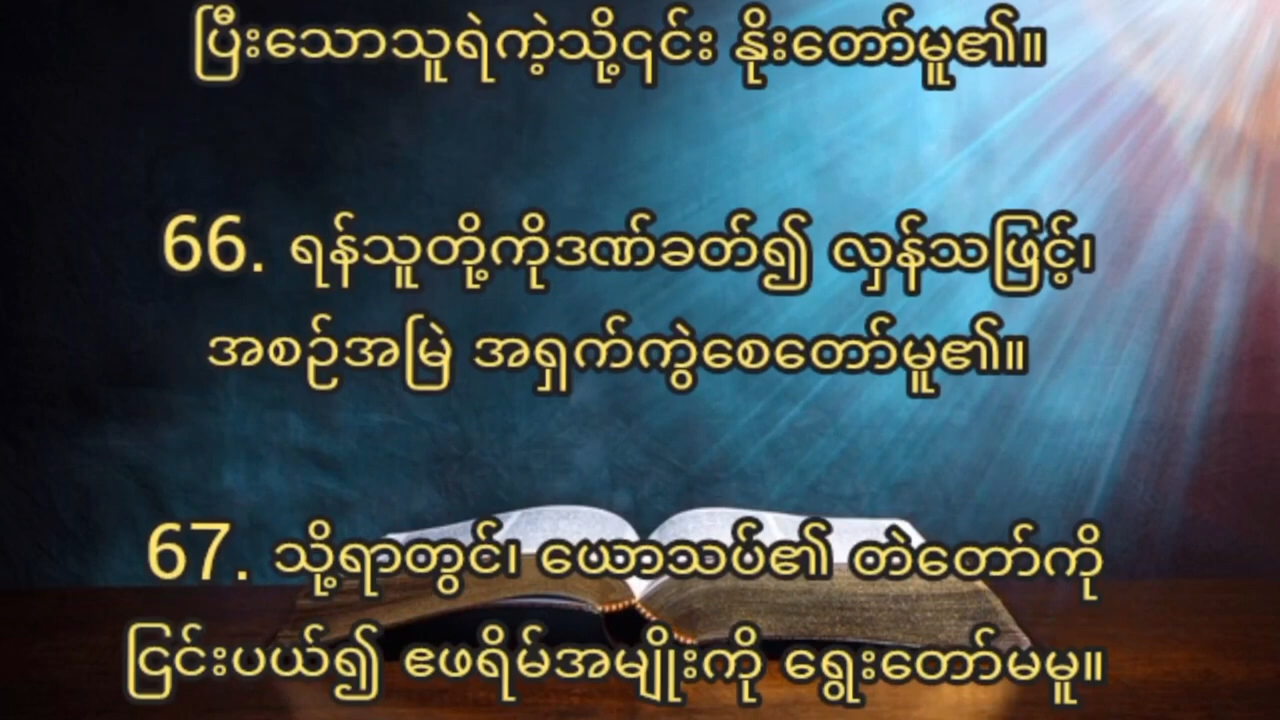 ပြီးသောသူရဲကဲ့သို့၎င်း နိုးတော်မူ၏။
66. ရန်သူတို့ကိုဒဏ်ခတ်၍ လှန်သဖြင့်၊
အစဉ်အမြဲ အရှက်ကွဲစေတော်မူ၏။
67. သို့ရာတွင်၊ ယောသပ်၏ တဲတော်ကို
ငြင်းပယ်၍ ဧဖရိမ်အမျိုးကို ရွေးတော်မမူ။